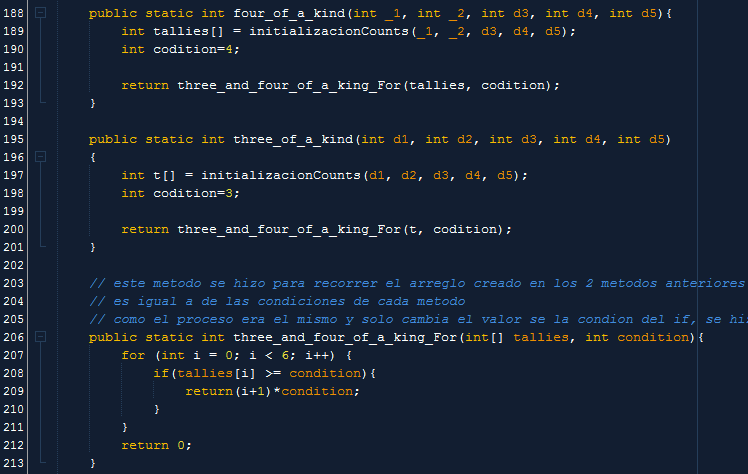 188 public static int four_of_a_kind(int _1, int _2, int d3, int d4, int d5){
189 int tallies[] = initializacionCounts(_1, _2, d3, d4, d5);
190 int codition=4;
191
192 return three_and_four_of_a_king_For(tallies, codition);
193 }
194
195 public static int three_of_a_kind(int d1, int d2, int d3, int d4, int d5)
196 {
197 int t[] = initializacionCounts(d1, d2, d3, d4, d5);
198 int codition=3;
199
200 return three_and_four_of_a_king_For(t, codition);
201 }
202
203 // este metodo se hizo para recorrer el arreglo creado en los 2 metodos anteriores
204 // es igual a de las condiciones de cada metodo
205 // como el proceso era el mismo y solo cambia el valor se la condion del if, se hi
206 public static int three_and_four_of_a_king_For(int[] tallies, int condition){
207 for (int i = 0; i < 6; i++) {
208 if(tallies[i] >= condition){
209 return(i+1)*condition;
210 }
211 }
212 return 0;
213 }